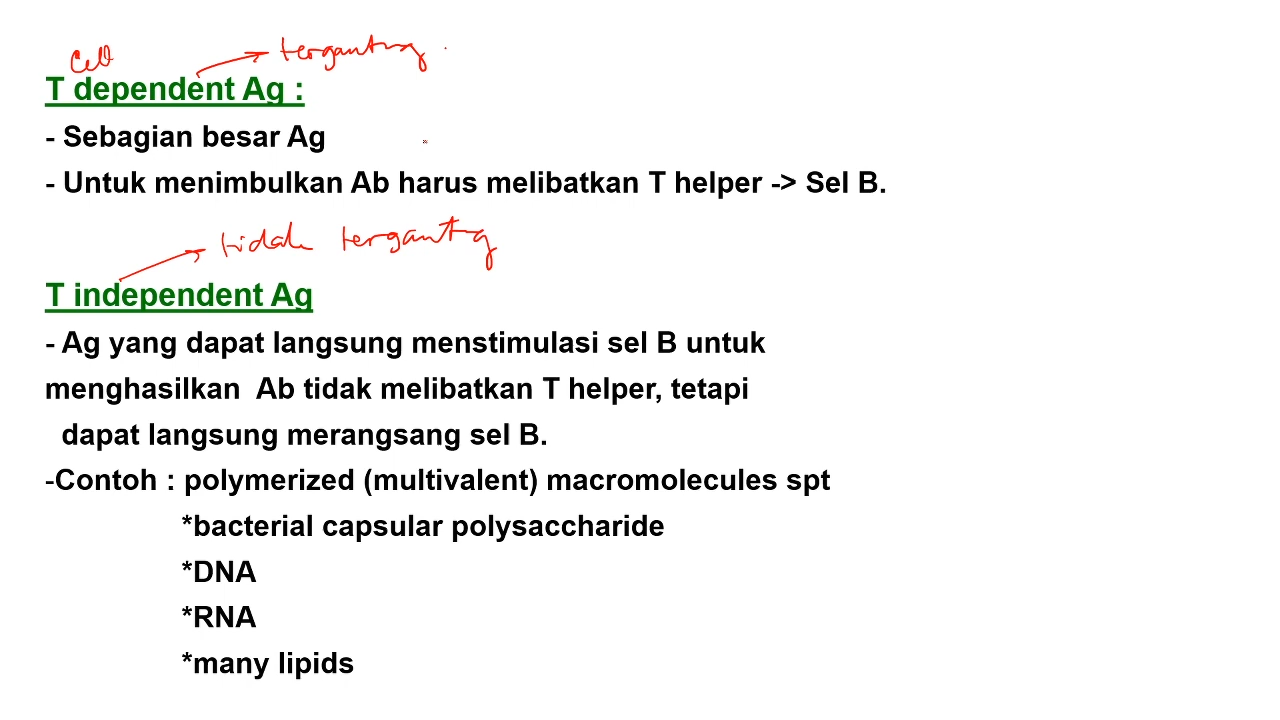 Cell
tergantung
T dependent Ag :
- Sebagian besar Ag
- Untuk menimbulkan Ab harus melibatkan T helper -> Sel B.
tidak tergantung
T independent Ag
- Ag yang dapat langsung menstimulasi sel B untuk
menghasilkan Ab tidak melibatkan T helper, tetapi
dapat langsung merangsang sel B.
-Contoh : polymerized (multivalent) macromolecules spt
*bacterial capsular polysaccharide
*DNA
*RNA
*many lipids